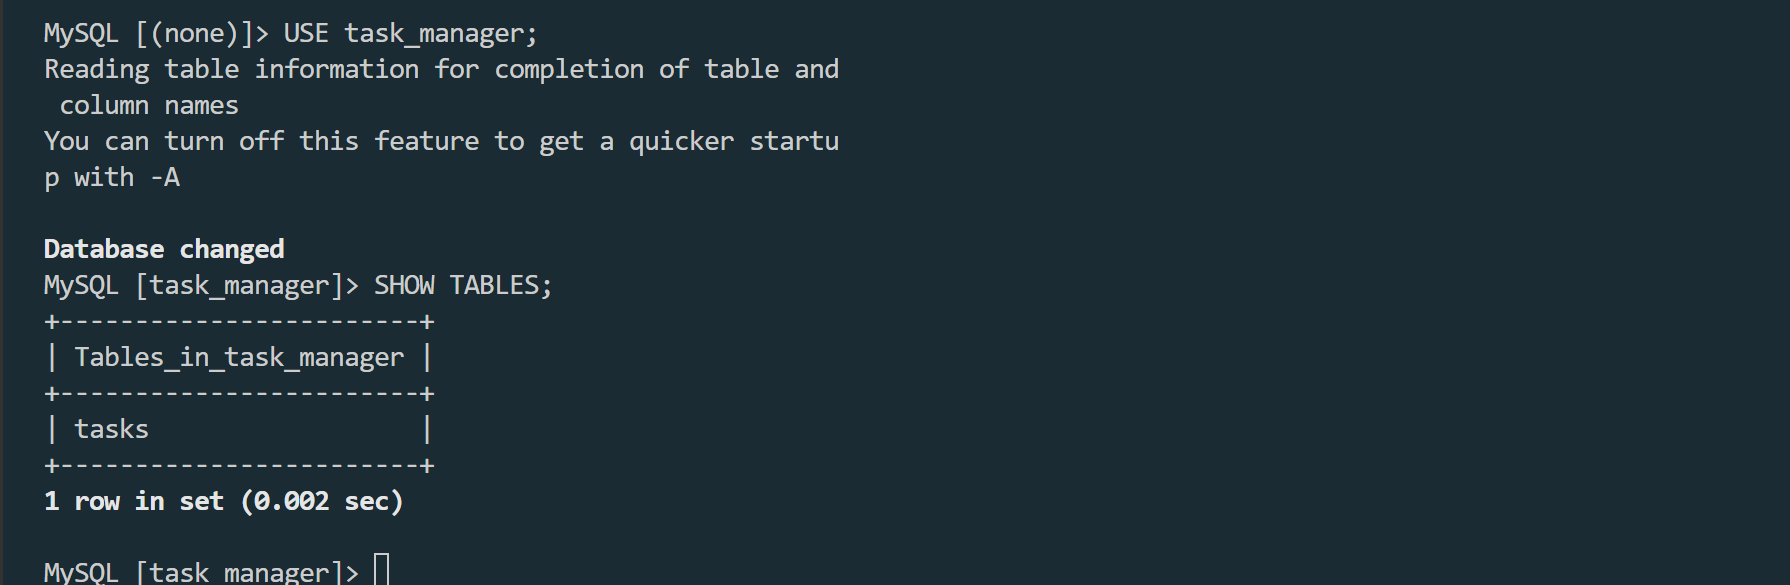 MySQL [(none)]> USE task_manager;
Reading table information for completion of table and
 column names
You can turn off this feature to get a quicker startu
p with -A

Database changed
MySQL [task_manager]> SHOW TABLES;
+------------------------+
| Tables_in_task_manager |
+------------------------+
| tasks                  |
+------------------------+
1 row in set (0.002 sec)

MySQL [task_manager]>